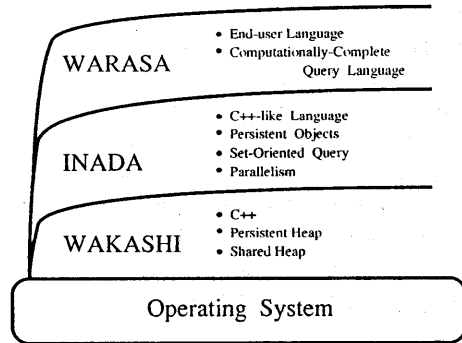 WARASA
• End-user Language
• Computationally-Complete
Query Language
INADA
• C++-like Language
• Persistent Objects
• Set-Oriented Query
• Parallelism
WAKASHI
• C++
• Persistent Heap
• Shared Heap
Operating System